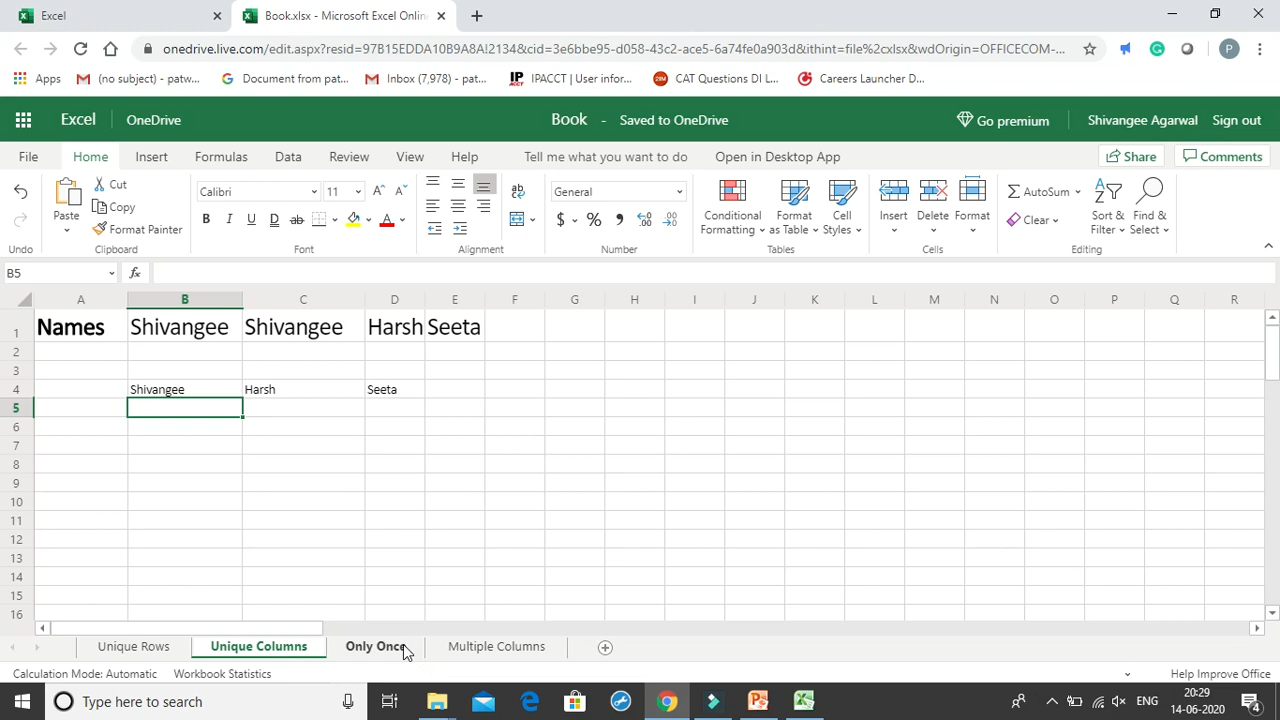 Excel
Book.xlsx - Microsoft Excel Onlin
onedrive.live.com/edit.aspx?resid=97B15EDDA10B9A8A!2134&cid=3e6bbe95-d058-43c2-ace5-6a74fe0a903d&ithint=file%2cxlsx&wdOrigin=OFFICECOM-...
P
Apps
(no subject) - patw...
Document from pat...
Inbox (7,978) - patw...
IPACCT | User infor...
CAT Questions DI L...
Careers Launcher D...
Excel
OneDrive
Book - Saved to OneDrive
Go premium
Shivangee Agarwal
Sign out
File
Home
Insert
Formulas
Data
Review
View
Help
Tell me what you want to do
Open in Desktop App
Share
Comments
Paste
Cut
Copy
Format Painter
Calibri
11
B I U D ab
General
$ % ,
Conditional Formatting
Format as Table
Cell Styles
Insert
Delete
Format
AutoSum
Clear
Sort & Filter
Find & Select
Undo
Clipboard
Font
Alignment
Number
Tables
Cells
Editing
B5
fx
A B C D E F G H I J K L M N O P Q R
1 Names Shivangee Shivangee Harsh Seeta
2
3
4 Shivangee Harsh Seeta
5
6
7
8
9
10
11
12
13
14
15
16
Unique Rows
Unique Columns
Only Once
Multiple Columns
Calculation Mode: Automatic
Workbook Statistics
Help Improve Office
Type here to search
ENG
20:29
14-06-2020
4